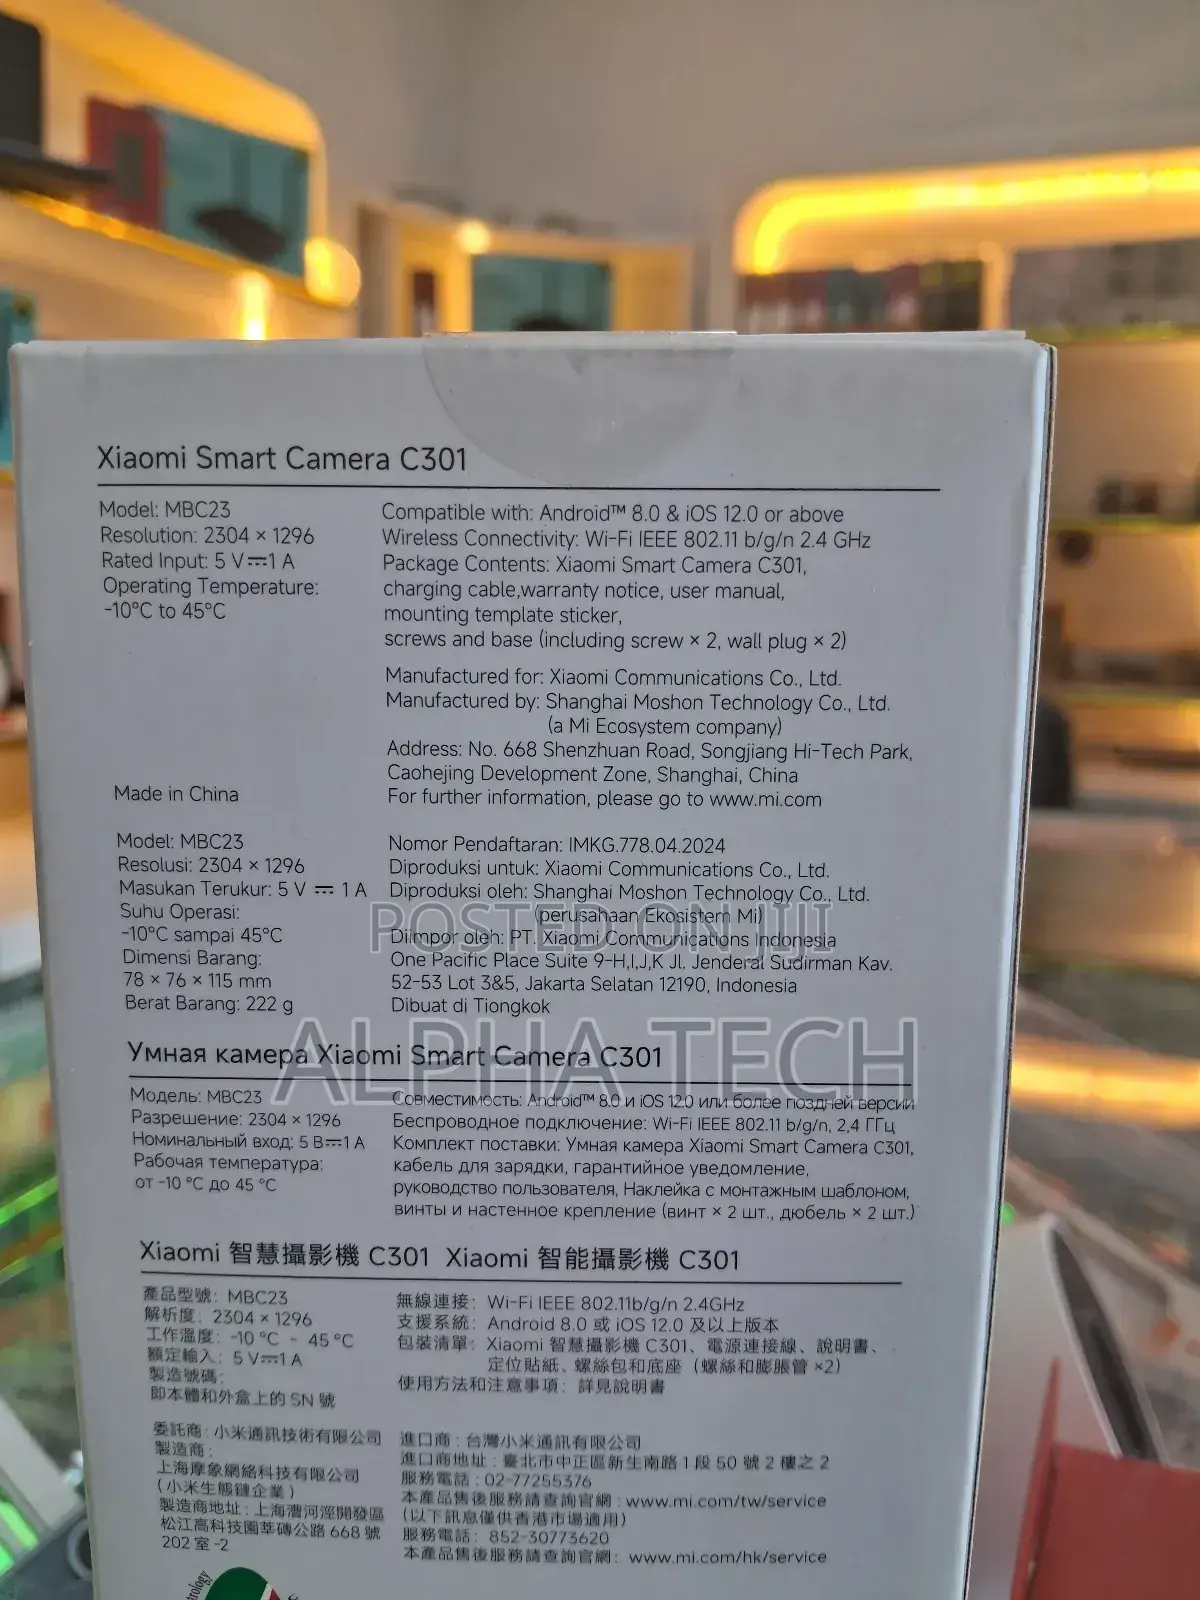 Xiaomi Smart Camera C301
Model: MBC23
Resolution: 2304 × 1296
Rated Input: 5 V⎓1 A
Operating Temperature:
-10°C to 45°C
Compatible with: Android™ 8.0 & iOS 12.0 or above
Wireless Connectivity: Wi-Fi IEEE 802.11 b/g/n 2.4 GHz
Package Contents: Xiaomi Smart Camera C301,
charging cable,warranty notice, user manual,
mounting template sticker,
screws and base (including screw × 2, wall plug × 2)
Manufactured for: Xiaomi Communications Co., Ltd.
Manufactured by: Shanghai Moshon Technology Co., Ltd.
(a Mi Ecosystem company)
Address: No. 668 Shenzhuan Road, Songjiang Hi-Tech Park,
Caohejing Development Zone, Shanghai, China
For further information, please go to www.mi.com
Made in China
Model: MBC23
Resolusi: 2304 × 1296
Masukan Terukur: 5 V ⎓ 1 A
Suhu Operasi:
-10°C sampai 45°C
Dimensi Barang:
78 × 76 × 115 mm
Berat Barang: 222 g
Nomor Pendaftaran: IMKG.778.04.2024
Diproduksi untuk: Xiaomi Communications Co., Ltd.
Diproduksi oleh: Shanghai Moshon Technology Co., Ltd.
(perusahaan Ekosistem Mi)
Diimpor oleh: PT. Xiaomi Communications Indonesia
One Pacific Place Suite 9-H,I,J,K Jl. Jenderal Sudirman Kav.
52-53 Lot 3&5, Jakarta Selatan 12190, Indonesia
Dibuat di Tiongkok
POSTED ON JIJI
ALPHA TECH
Умная камера Xiaomi Smart Camera C301
Модель: MBC23
Разрешение: 2304 × 1296
Номинальный вход: 5 В⎓1 A
Рабочая температура:
от -10 °C до 45 °C
Совместимость: Android™ 8.0 и iOS 12.0 или более поздней версии
Беспроводное подключение: Wi-Fi IEEE 802.11 b/g/n, 2,4 ГГц
Комплект поставки: Умная камера Xiaomi Smart Camera C301,
кабель для зарядки, гарантийное уведомление,
руководство пользователя, Наклейка с монтажным шаблоном,
винты и настенное крепление (винт × 2 шт., дюбель × 2 шт.)
Xiaomi 智慧攝影機 C301 Xiaomi 智能攝影機 C301
產品型號: MBC23
解析度: 2304 × 1296
工作溫度: -10 °C ~ 45 °C
額定輸入: 5 V⎓1 A
製造號碼:
即本體和外盒上的 SN 號
無線連接: Wi-Fi IEEE 802.11b/g/n 2.4GHz
支援系統: Android 8.0 或 iOS 12.0 及以上版本
包裝清單: Xiaomi 智慧攝影機 C301、電源連接線、說明書、
定位貼紙、螺絲包和底座（螺絲和膨脹管 ×2）
使用方法和注意事項: 詳見說明書
委託商: 小米通訊技術有限公司
製造商:
上海摩象網絡科技有限公司
(小米生態鏈企業)
製造商地址: 上海漕河涇開發區
松江高科技園莘磚公路 668 號
202 室 -2
進口商: 台灣小米通訊有限公司
進口商地址: 臺北市中正區新生南路 1 段 50 號 2 樓之 2
服務電話: 02-77255376
本產品售後服務請查詢官網: www.mi.com/tw/service
(以下訊息僅供香港市場適用)
服務電話: 852-30773620
本產品售後服務請查詢官網: www.mi.com/hk/service